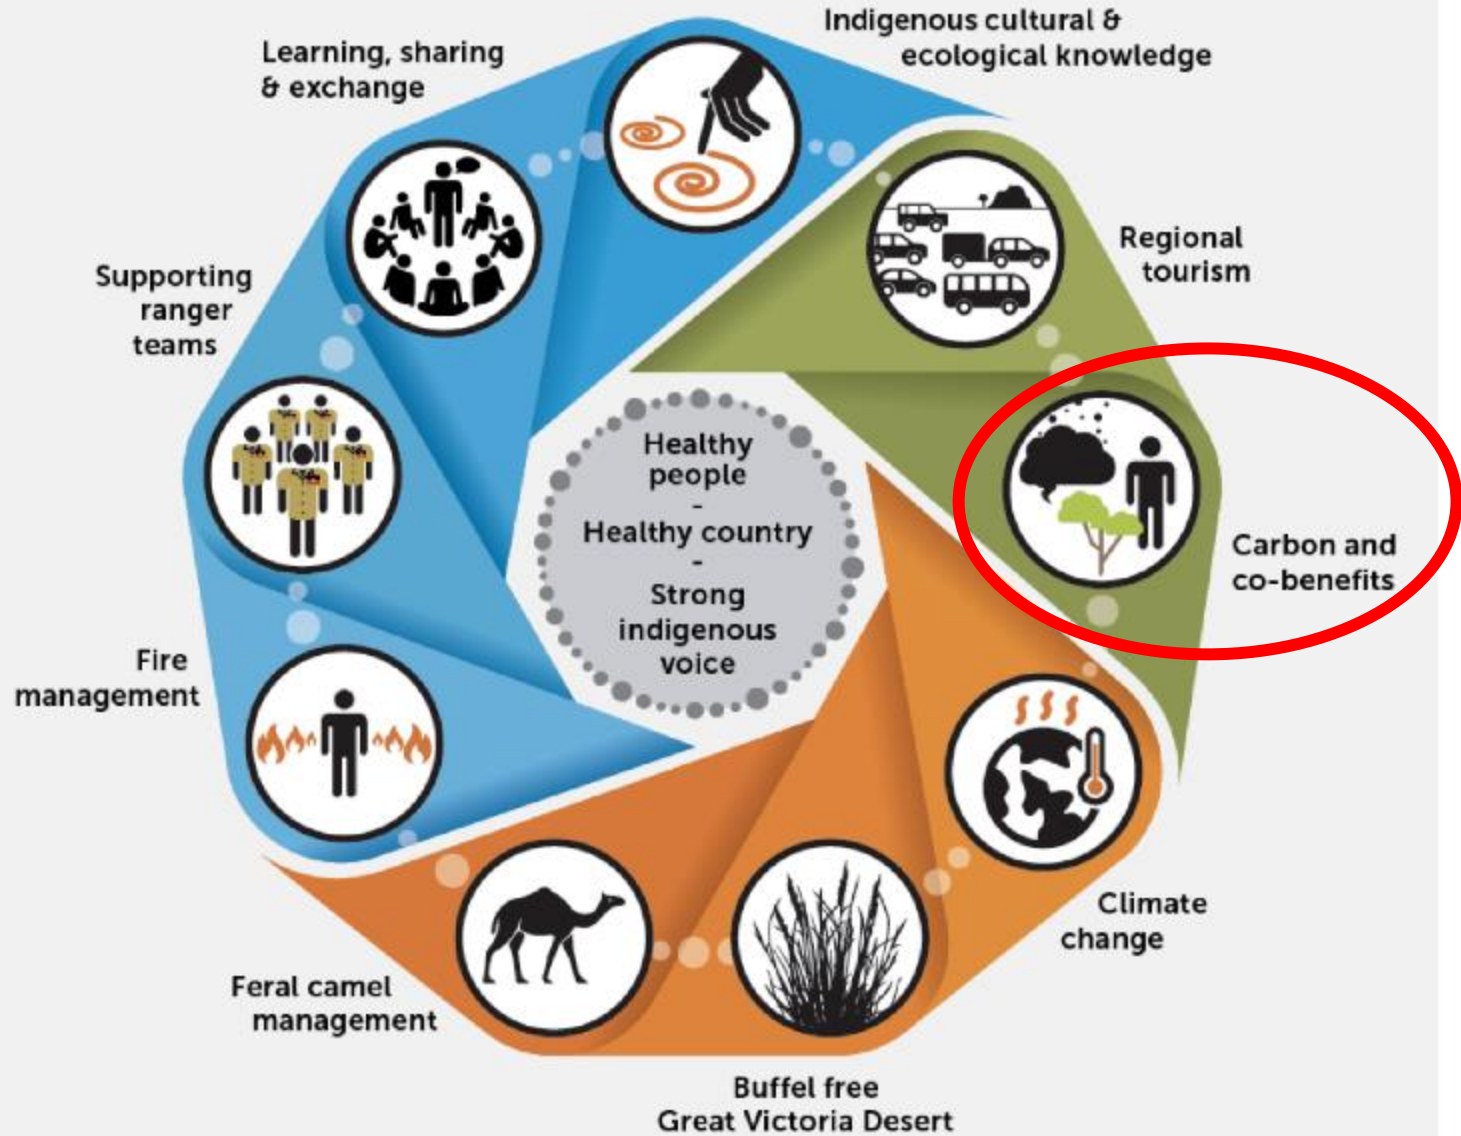 Indigenous cultural &
ecological knowledge
Learning, sharing
& exchange
Regional
tourism
Supporting
ranger
teams
Healthy
people
-
Healthy country
-
Strong
indigenous
voice
Carbon and
co-benefits
Fire
management
Climate
change
Feral camel
management
Buffel free
Great Victoria Desert